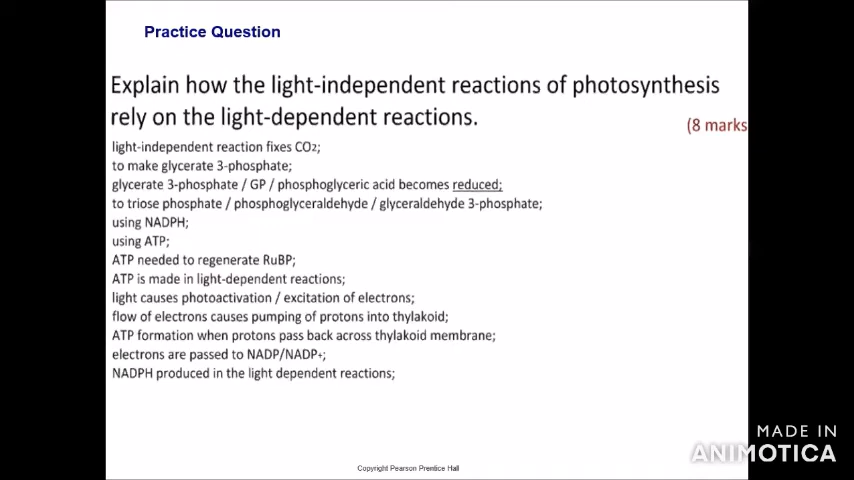 Practice Question
Explain how the light-independent reactions of photosynthesis
rely on the light-dependent reactions.
(8 marks
light-independent reaction fixes CO2;
to make glycerate 3-phosphate;
glycerate 3-phosphate / GP / phosphoglyceric acid becomes reduced;
to triose phosphate / phosphoglyceraldehyde / glyceraldehyde 3-phosphate;
using NADPH;
using ATP;
ATP needed to regenerate RuBP;
ATP is made in light-dependent reactions;
light causes photoactivation / excitation of electrons;
flow of electrons causes pumping of protons into thylakoid;
ATP formation when protons pass back across thylakoid membrane;
electrons are passed to NADP/NADP+;
NADPH produced in the light dependent reactions;
MADE IN
ANIMOTICA
Copyright Pearson Prentice Hall